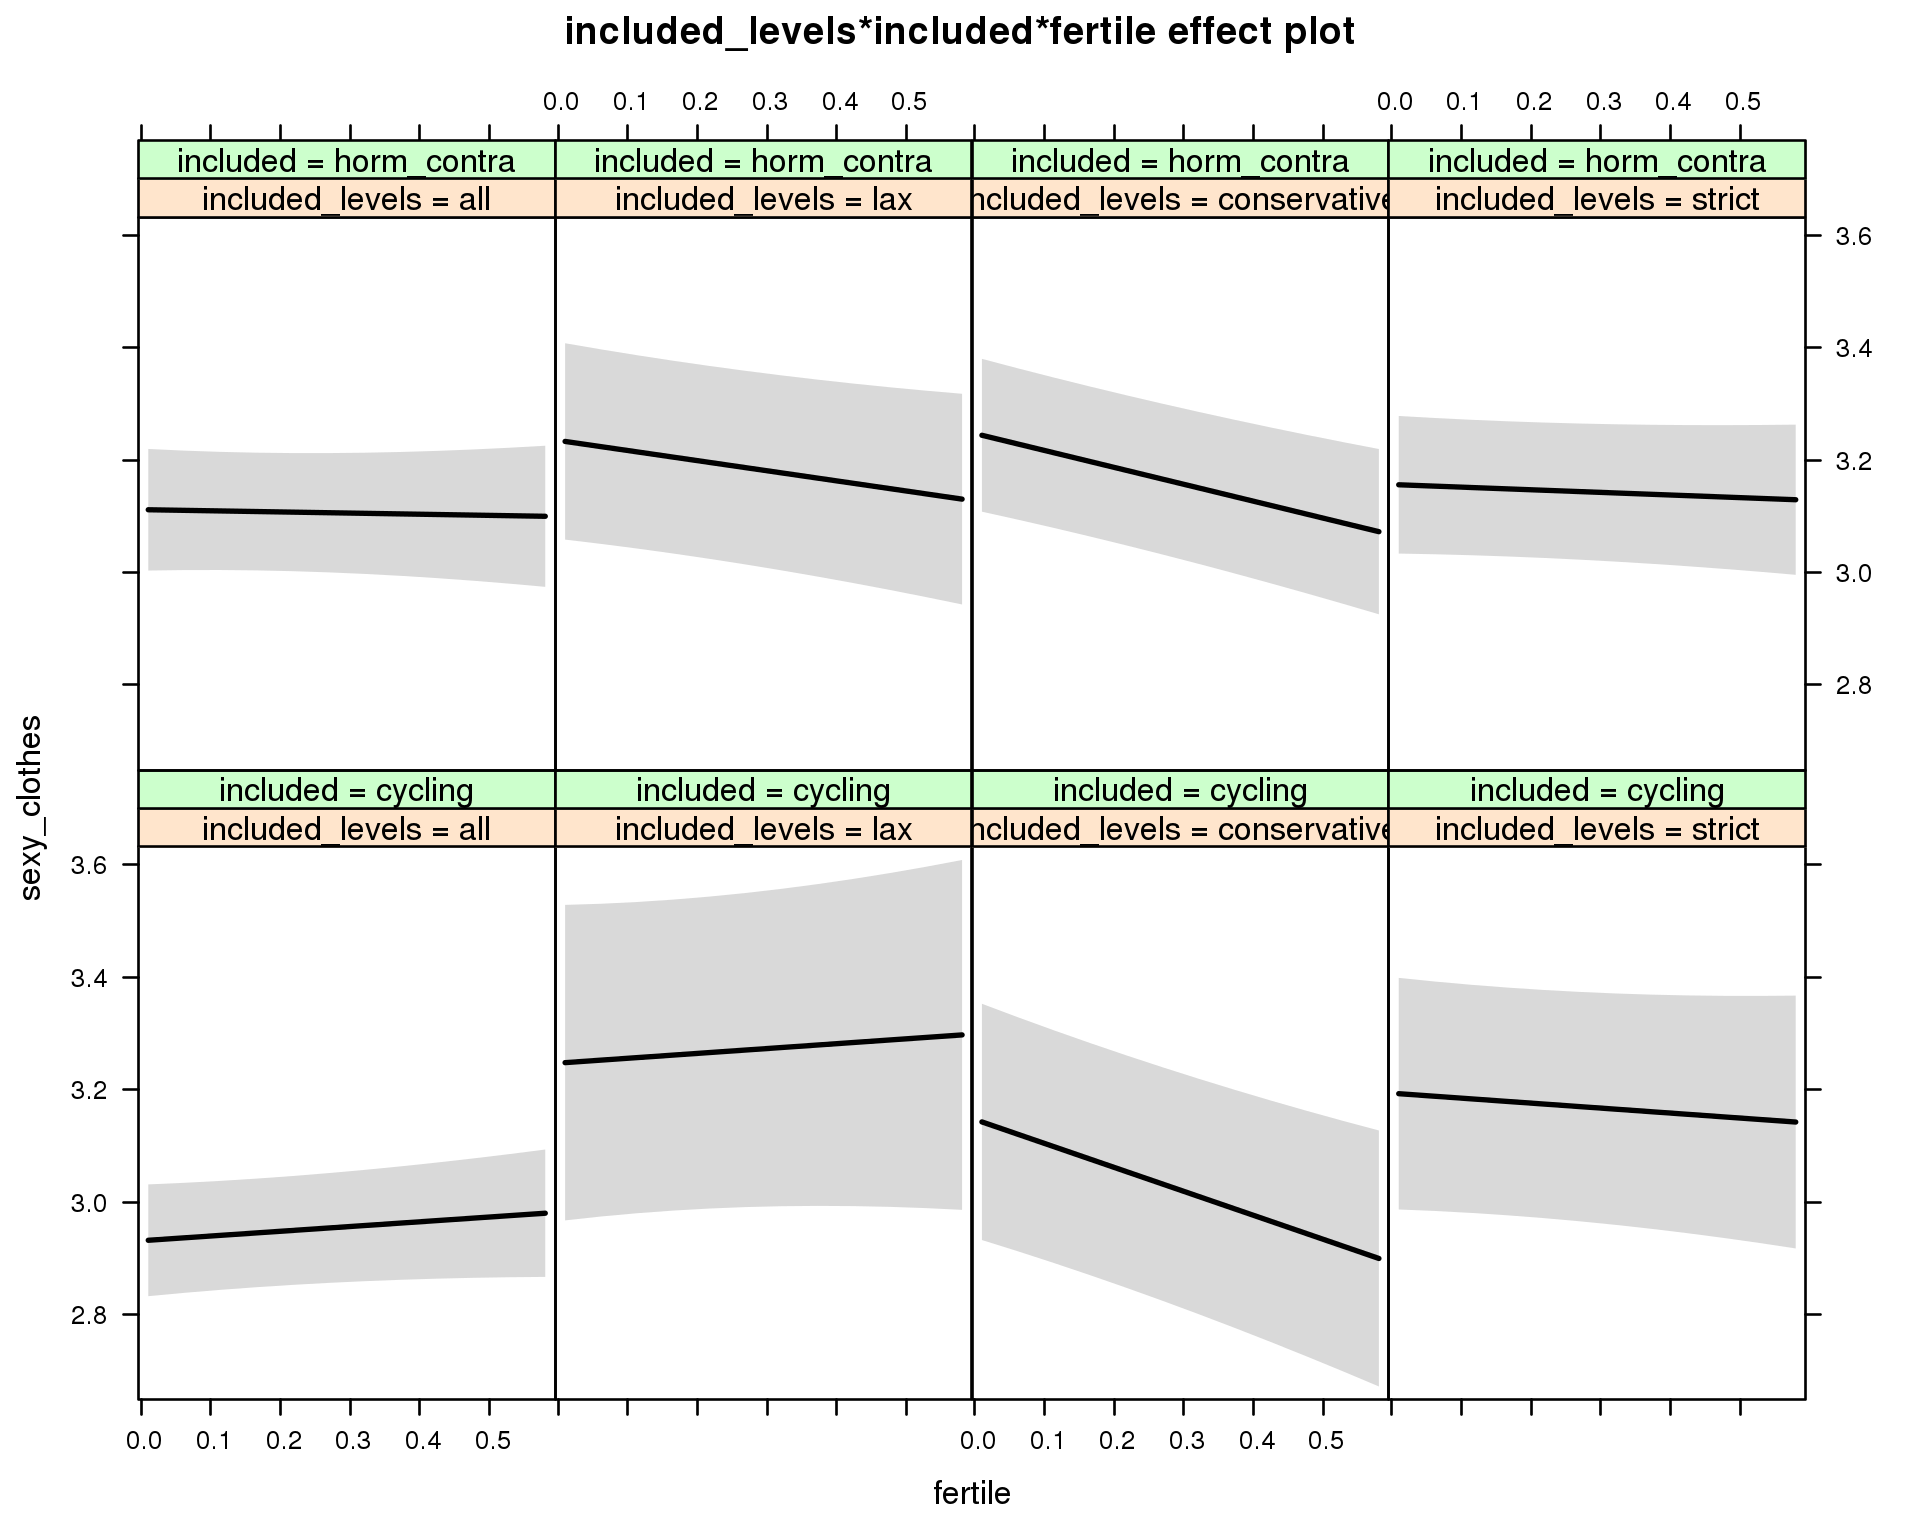 included_levels*included*fertile effect plot
0.0 0.1 0.2 0.3 0.4 0.5 0.0 0.1 0.2 0.3 0.4 0.5
included = horm_contra included = horm_contra included = horm_contra included = horm_contra
included_levels = all included_levels = lax ncluded_levels = conservative included_levels = strict
3.6
3.4
3.2
3.0
2.8
sexy_clothes
included = cycling included = cycling included = cycling included = cycling
included_levels = all included_levels = lax ncluded_levels = conservative included_levels = strict
3.6
3.4
3.2
3.0
2.8
0.0 0.1 0.2 0.3 0.4 0.5 0.0 0.1 0.2 0.3 0.4 0.5
fertile